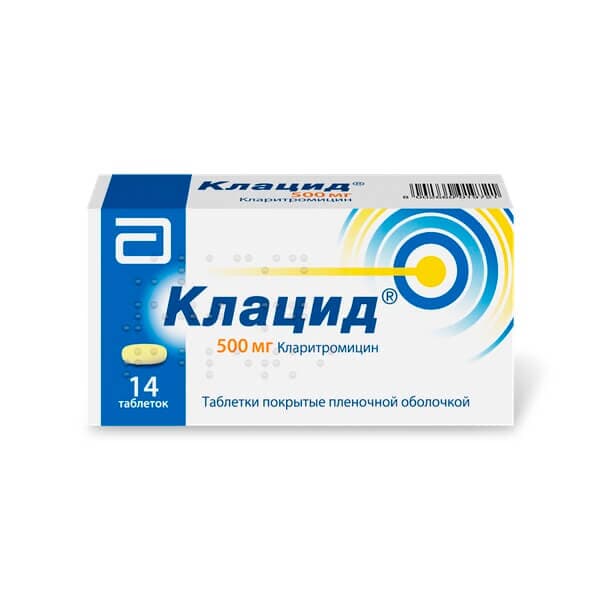 Клацид®
500 мг
Кларитромицин
Клацид®
500 мг Кларитромицин
14
таблеток
Таблетки покрытые пленочной оболочкой